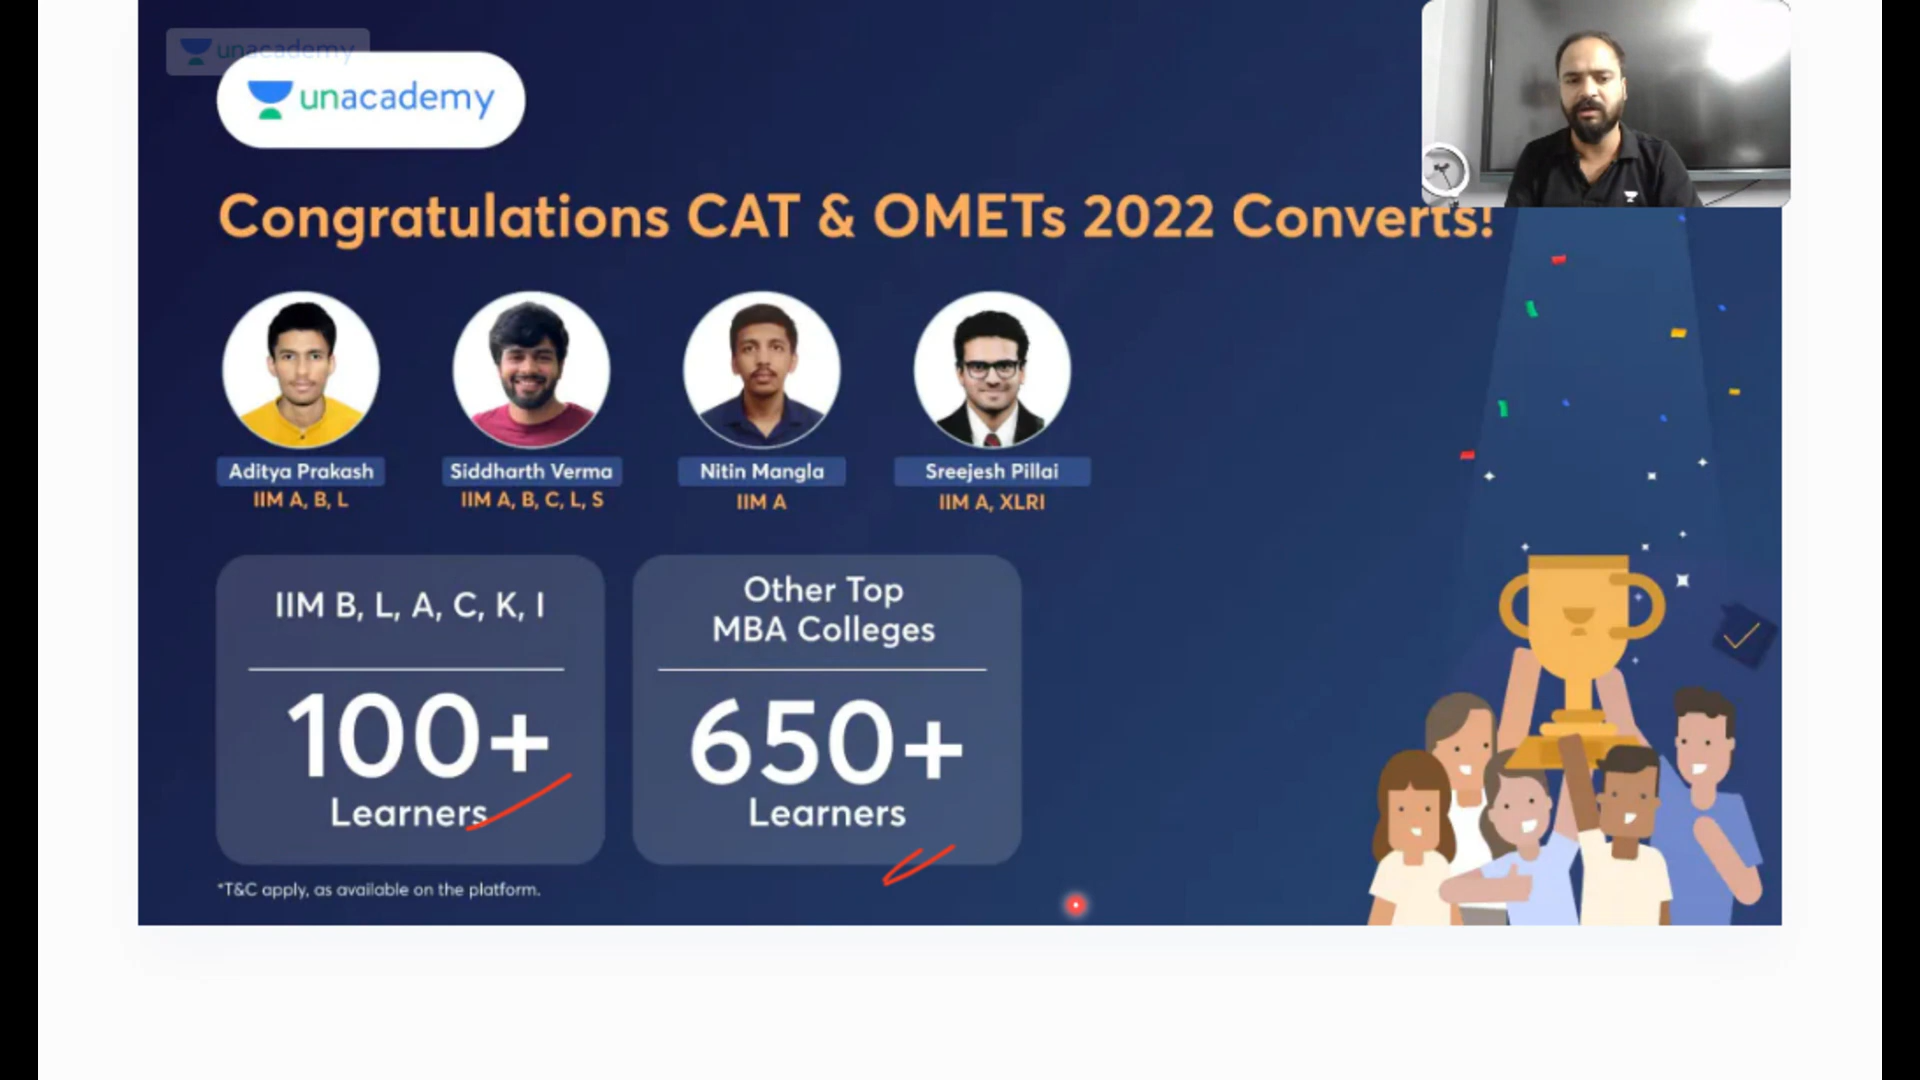 unacademy
unacademy
Congratulations CAT & OMETs 2022 Converts!
Aditya Prakash
IIM A, B, L
Siddharth Verma
IIM A, B, C, L, S
Nitin Mangla
IIM A
Sreejesh Pillai
IIM A, XLRI
IIM B, L, A, C, K, I
100+
Learners
Other Top
MBA Colleges
650+
Learners
*T&C apply, as available on the platform.